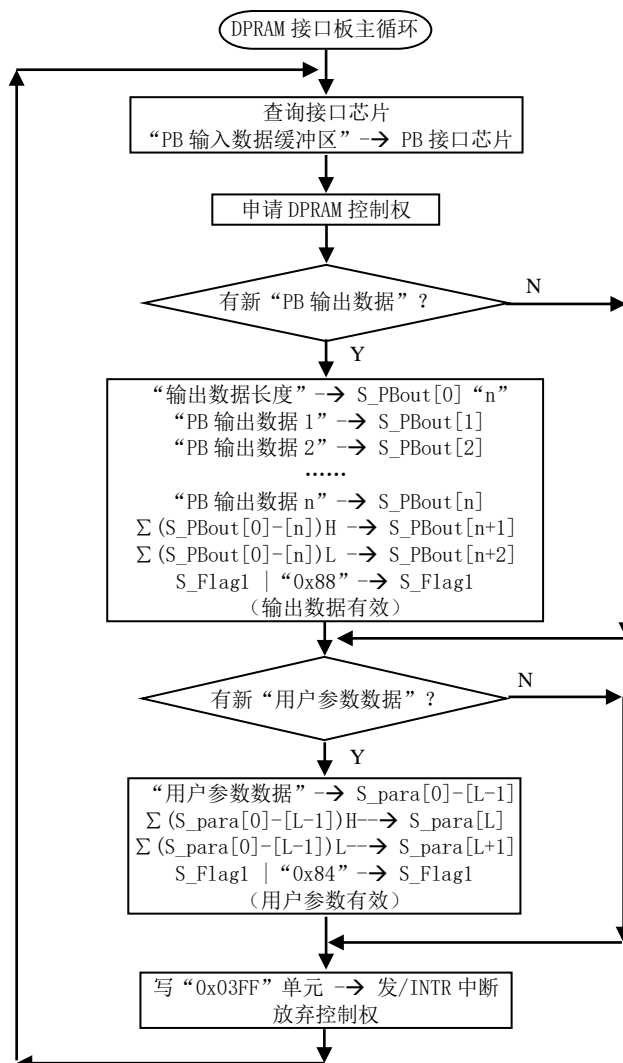 DPRAM 接口板主循环
查询接口芯片
“PB 输入数据缓冲区”-→ PB 接口芯片
申请 DPRAM 控制权
有新“PB 输出数据”?
N
Y
“输出数据长度”-→ S_PBout[0] “n”
“PB 输出数据 1”-→ S_PBout[1]
“PB 输出数据 2”-→ S_PBout[2]
……
“PB 输出数据 n”-→ S_PBout[n]
Σ(S_PBout[0]-[n])H -→ S_PBout[n+1]
Σ(S_PBout[0]-[n])L -→ S_PBout[n+2]
S_Flag1 | “0x88” -→ S_Flag1
(输出数据有效)
有新“用户参数数据”?
N
Y
“用户参数数据”-→ S_para[0]-[L-1]
Σ(S_para[0]-[L-1])H--→ S_para[L]
Σ(S_para[0]-[L-1])L--→ S_para[L+1]
S_Flag1 | “0x84” -→ S_Flag1
(用户参数有效)
写“0x03FF”单元 -→ 发/INTR 中断
放弃控制权